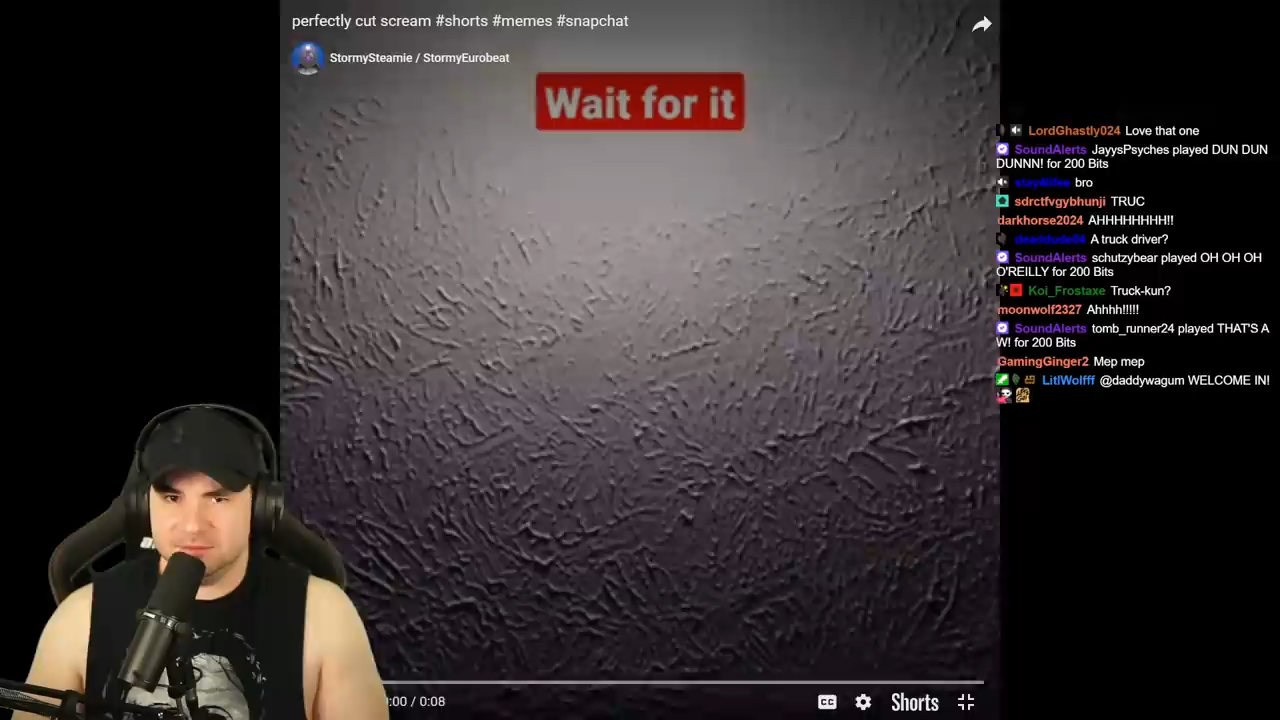 perfectly cut scream #shorts #memes #snapchat
StormySteamie / StormyEurobeat
Wait for it
LordGhastly024 Love that one
SoundAlerts JayysPsyches played DUN DUN
DUNNN! for 200 Bits
bro
sdrctfvgybhunji TRUC
darkhorse2024 AHHHHHHHH!!
A truck driver?
SoundAlerts schutzybear played OH OH OH
O'REILLY for 200 Bits
Koi_Frostaxe Truck-kun?
moonwolf2327 Ahhhh!!!!!
SoundAlerts tomb_runner24 played THAT'S A
W! for 200 Bits
GamingGinger2 Mep mep
LitlWolfff @daddywagum WELCOME IN!
:00 / 0:08
CC
Shorts